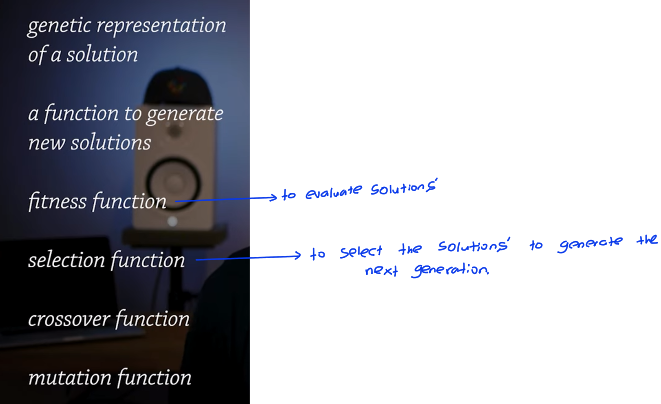 genetic representation
of a solution
a function to generate
new solutions
fitness function
to evaluate solutions'
selection function
to select the solutions' to generate the
next generation.
crossover function
mutation function